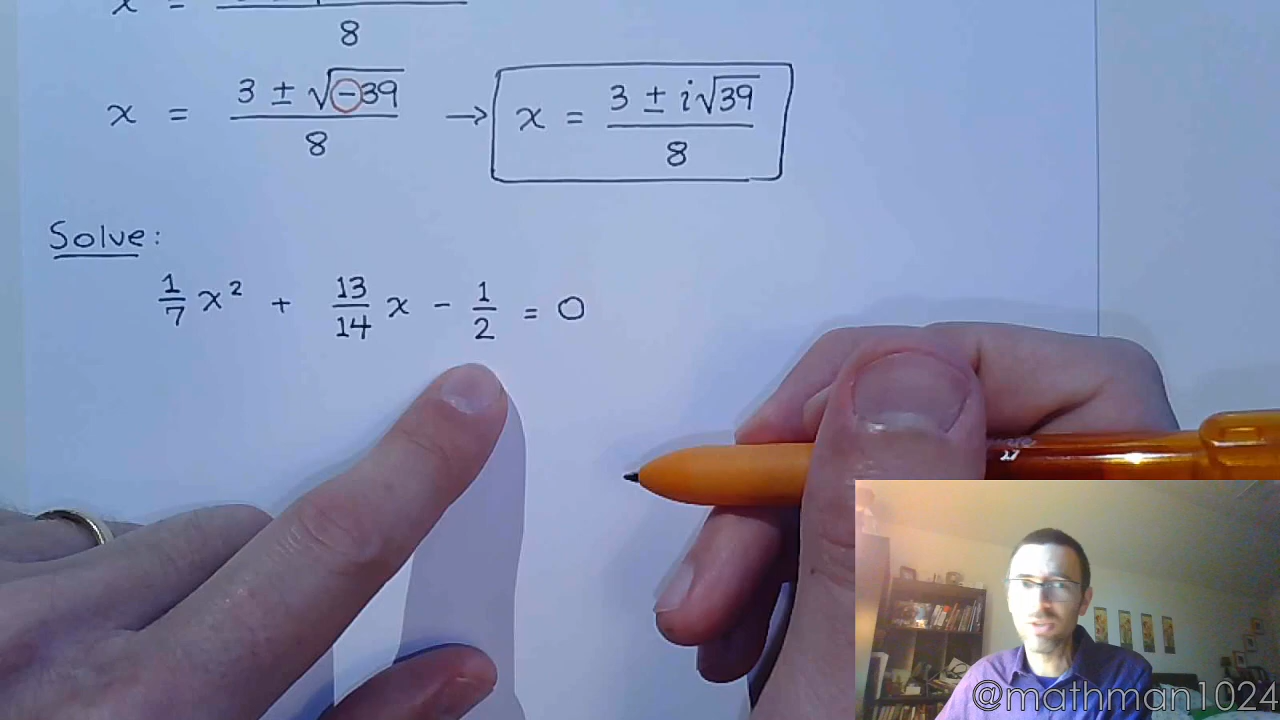 8
x = 3 ± √-39 / 8 → x = 3 ± i√39 / 8
Solve:
1/7 x² + 13/14 x - 1/2 = 0
@mathman1024